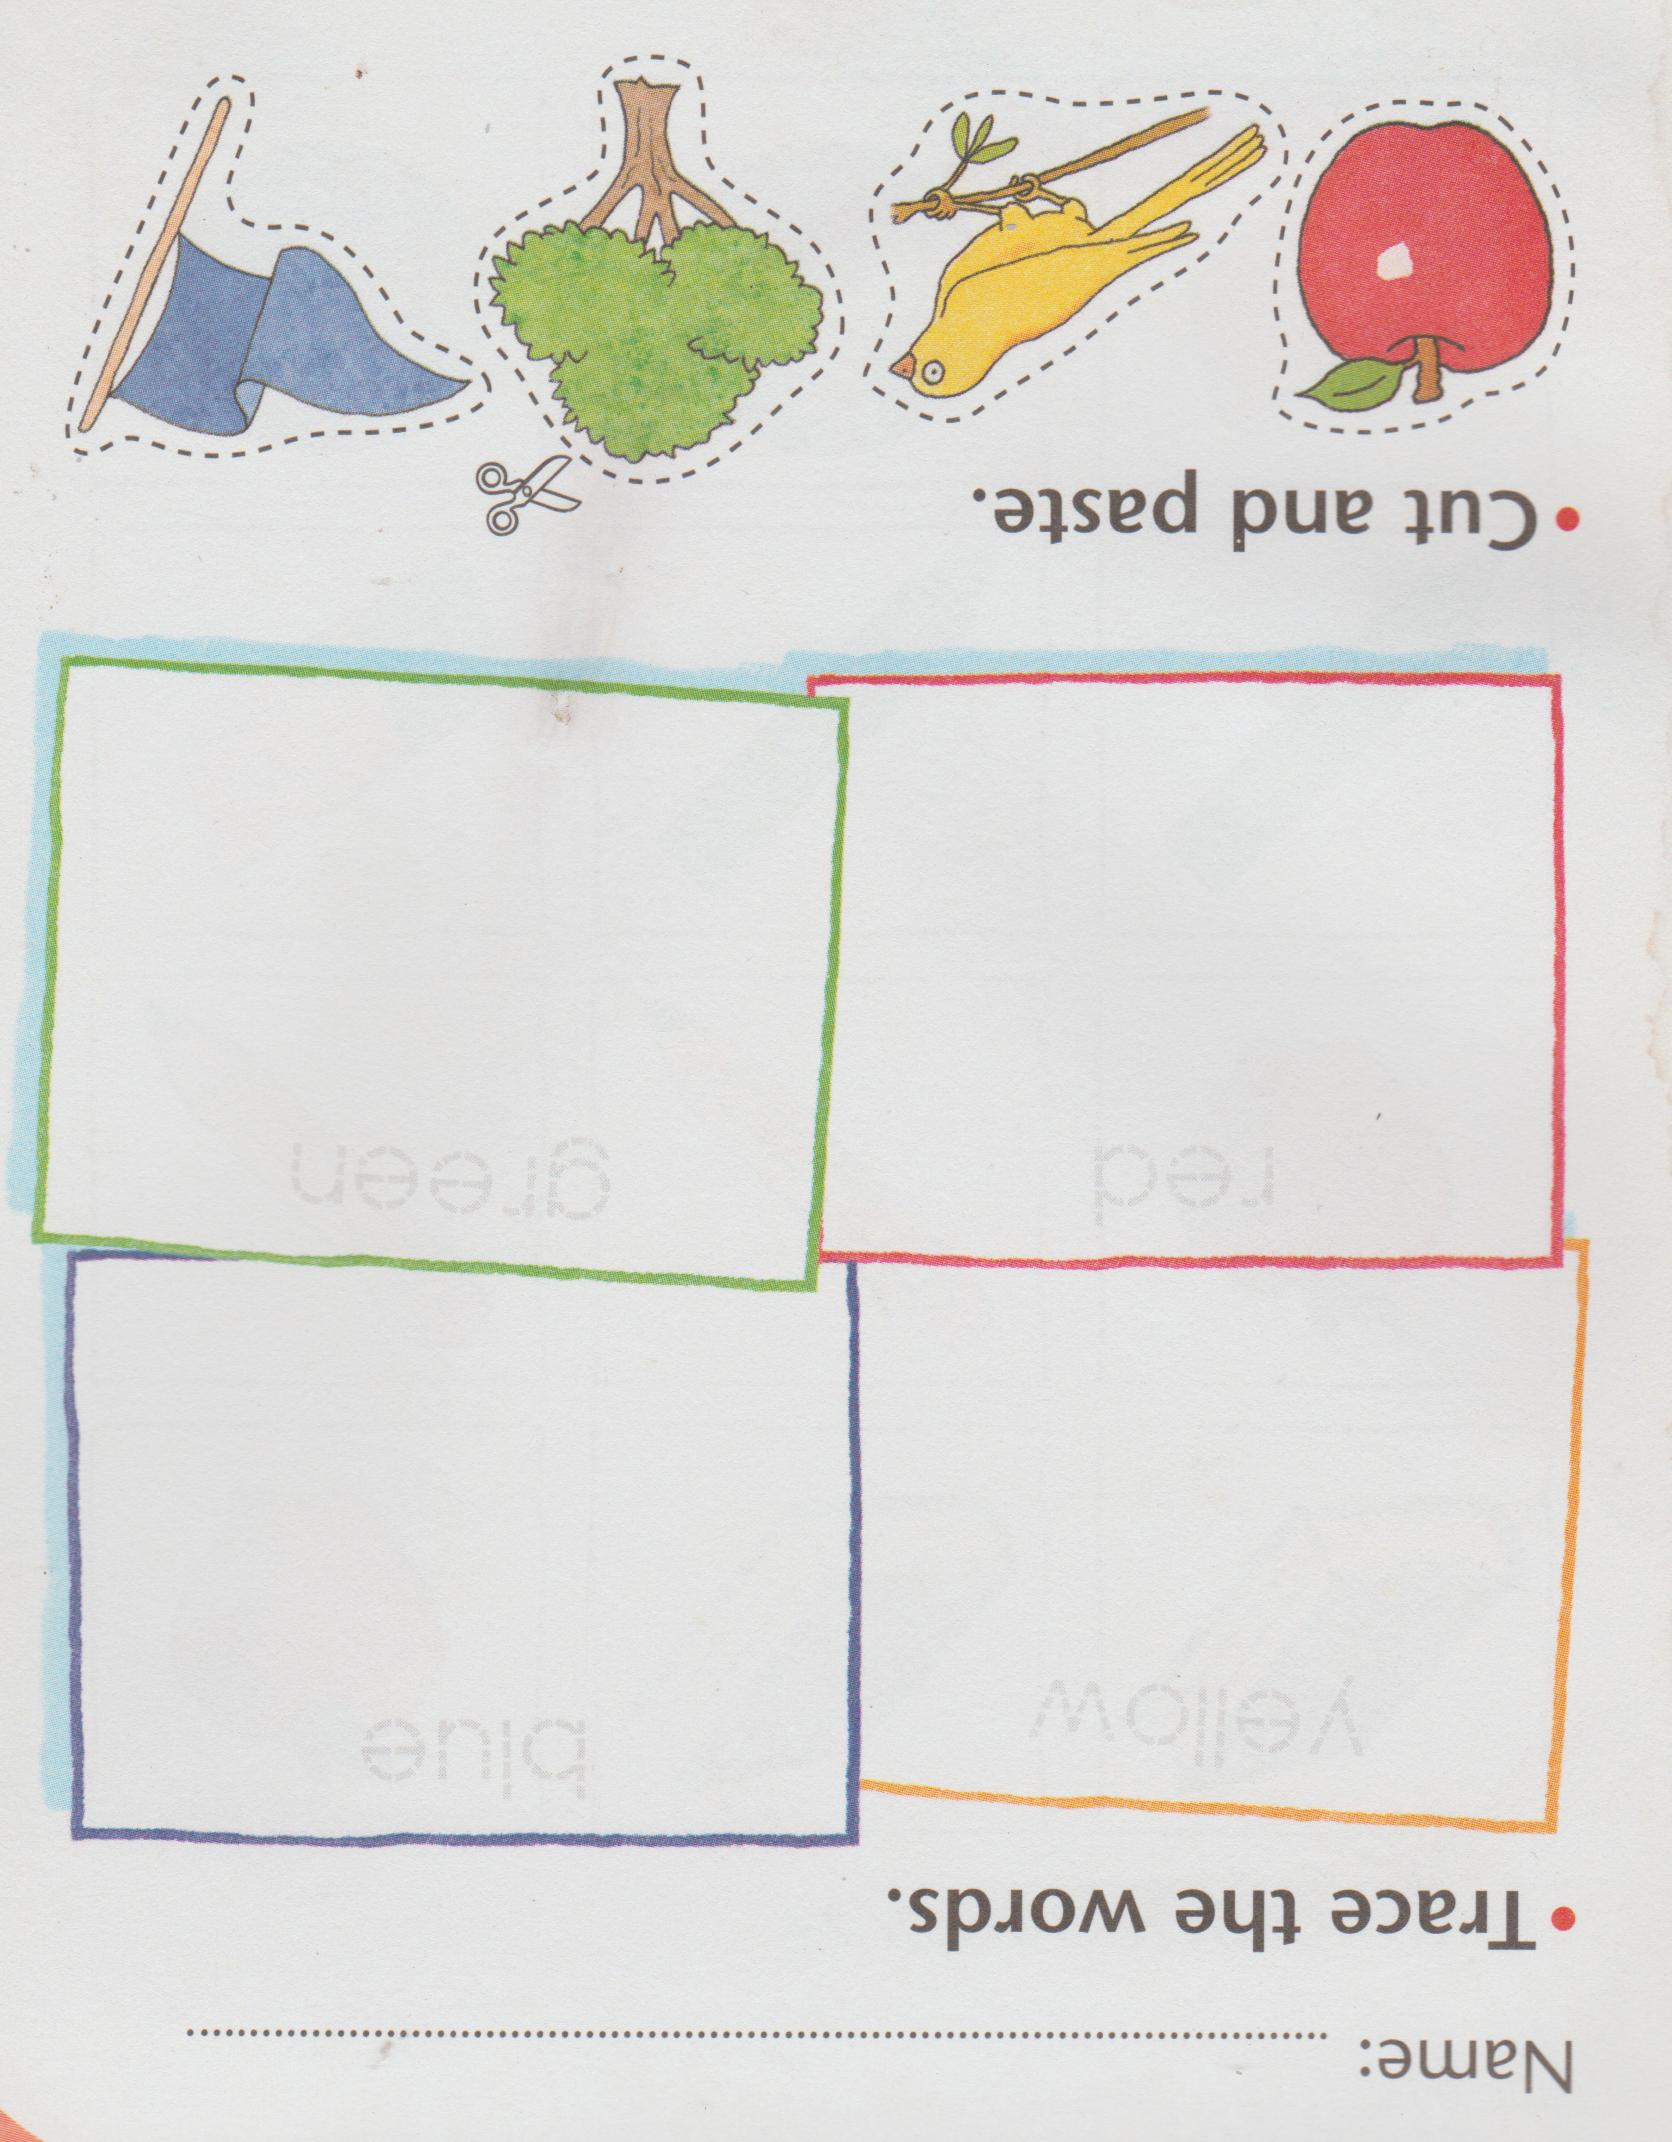 Name:
• Trace the words.
yellow blue
red green
• Cut and paste.